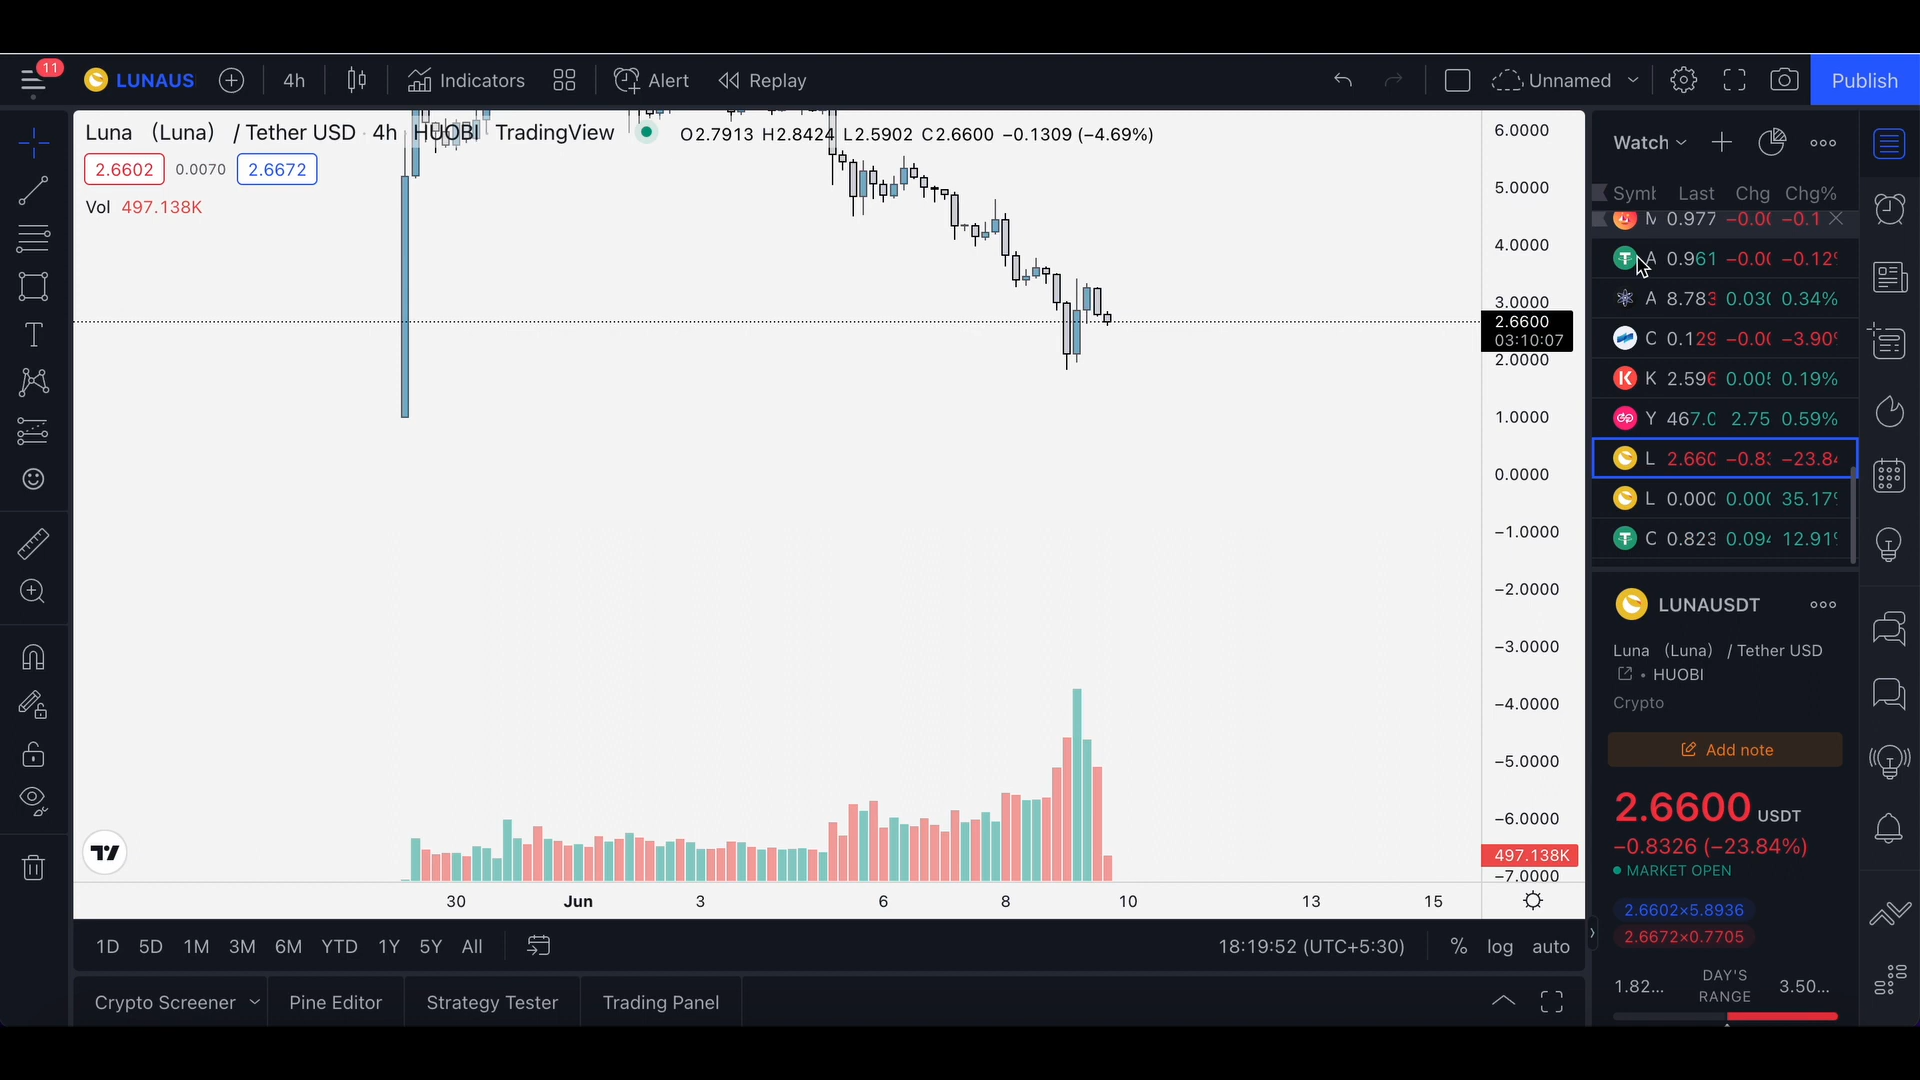 11
LUNAUS
4h
Indicators
Alert
Replay
Unnamed
Publish
Luna (Luna) / Tether USD · 4h · HUOBI · TradingView
O2.7913 H2.8424 L2.5902 C2.6600 −0.1309 (−4.69%)
2.6602 0.0070 2.6672
Vol 497.138K
6.0000
5.0000
4.0000
3.0000
2.6600
03:10:07
2.0000
1.0000
0.0000
−1.0000
−2.0000
−3.0000
−4.0000
−5.0000
−6.0000
497.138K
−7.0000
30 Jun 3 6 8 10 13 15
1D 5D 1M 3M 6M YTD 1Y 5Y All
18:19:52 (UTC+5:30)
% log auto
Crypto Screener
Pine Editor
Strategy Tester
Trading Panel
Watch
Symb Last Chg Chg%
M 0.977 −0.00 −0.1
A 0.961 −0.00 −0.12%
A 8.783 0.030 0.34%
C 0.129 −0.00 −3.90%
K 2.596 0.005 0.19%
Y 467.0 2.75 0.59%
L 2.660 −0.83 −23.84
L 0.000 0.000 35.17%
C 0.823 0.094 12.91%
LUNAUSDT
Luna (Luna) / Tether USD
• HUOBI
Crypto
Add note
2.6600 USDT
−0.8326 (−23.84%)
MARKET OPEN
2.6602×5.8936
2.6672×0.7705
1.82... DAY'S RANGE 3.50...